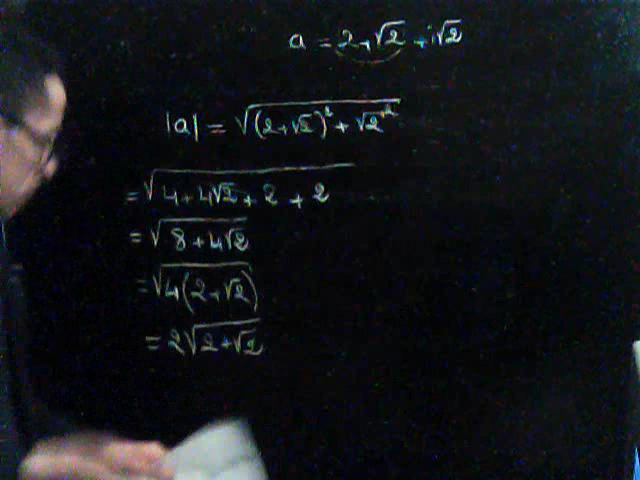 a = 2+√2 + i√2
|a| = √((2+√2)² + √2²)
= √(4+4√2 + 2 + 2)
= √(8+4√2)
= √(4(2+√2))
= 2√(2+√2)